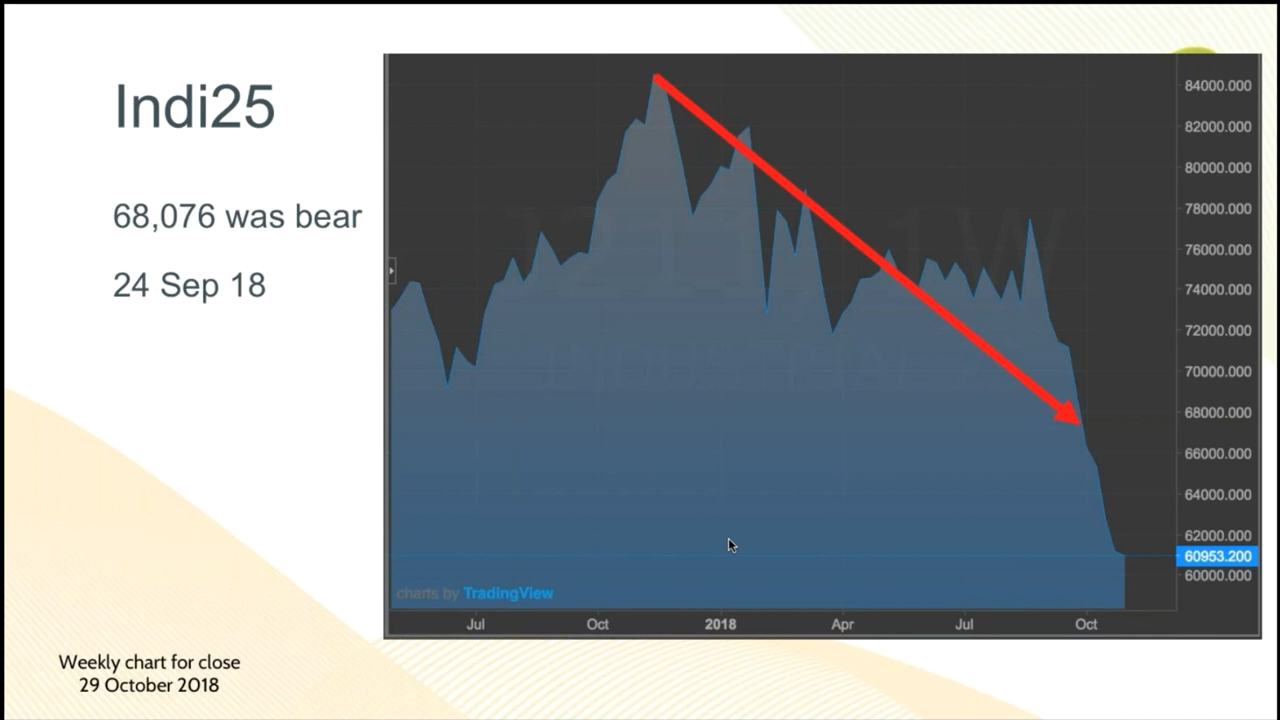 Indi25
68,076 was bear
24 Sep 18
84000.000
82000.000
80000.000
78000.000
76000.000
74000.000
72000.000
70000.000
68000.000
66000.000
64000.000
62000.000
60953.200
60000.000
charts by TradingView
Jul Oct 2018 Apr Jul Oct
Weekly chart for close
29 October 2018